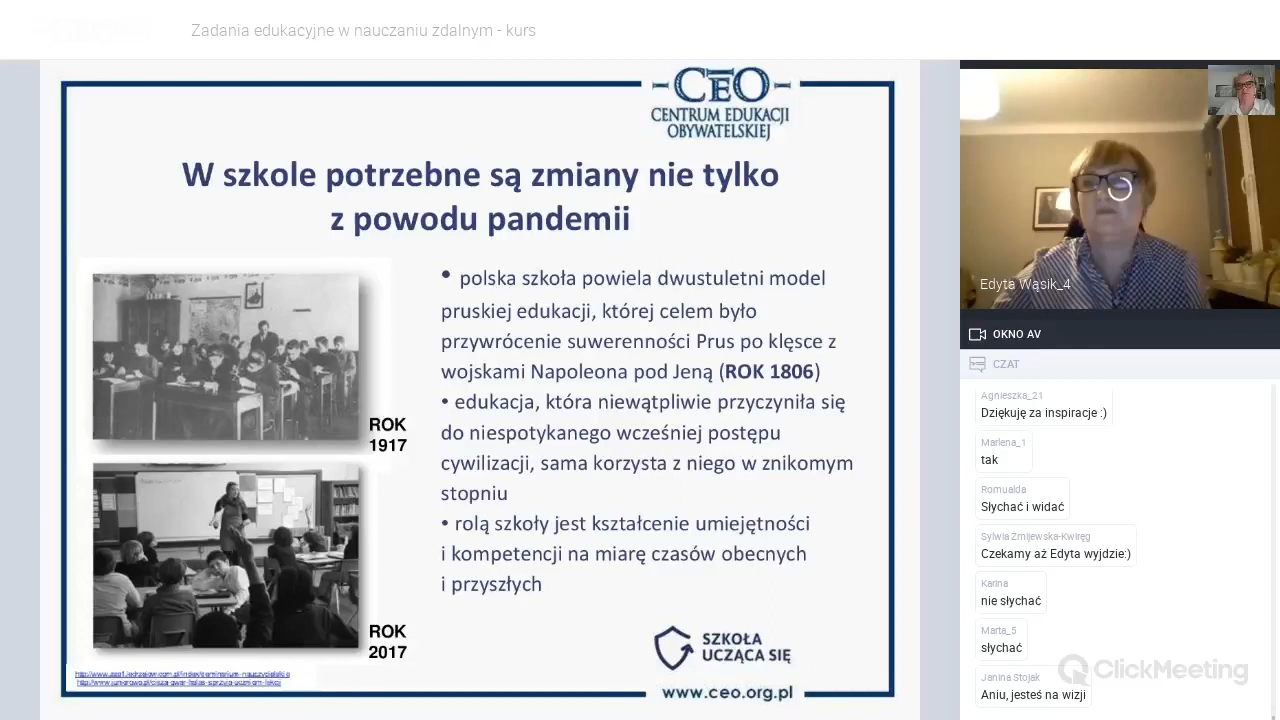 Zadania edukacyjne w nauczaniu zdalnym - kurs
CEO
CENTRUM EDUKACJI
OBYWATELSKIEJ
W szkole potrzebne są zmiany nie tylko
z powodu pandemii
• polska szkoła powiela dwustuletni model
pruskiej edukacji, której celem było
przywrócenie suwerenności Prus po klęsce z
wojskami Napoleona pod Jeną (ROK 1806)
• edukacja, która niewątpliwie przyczyniła się
do niespotykanego wcześniej postępu
cywilizacji, sama korzysta z niego w znikomym
stopniu
• rolą szkoły jest kształcenie umiejętności
i kompetencji na miarę czasów obecnych
i przyszłych
ROK
1917
ROK
2017
SZKOŁA
UCZĄCA SIĘ
www.ceo.org.pl
Edyta Wąsik_4
OKNO AV
CZAT
Agnieszka_21
Dziękuję za inspiracje :)
Marlena_1
tak
Romualda
Słychać i widać
Sylwia Żmijewska-Kwiręg
Czekamy aż Edyta wyjdzie:)
Karina
nie słychać
Marta_5
słychać
Janina Stojak
Aniu, jesteś na wizji
ClickMeeting